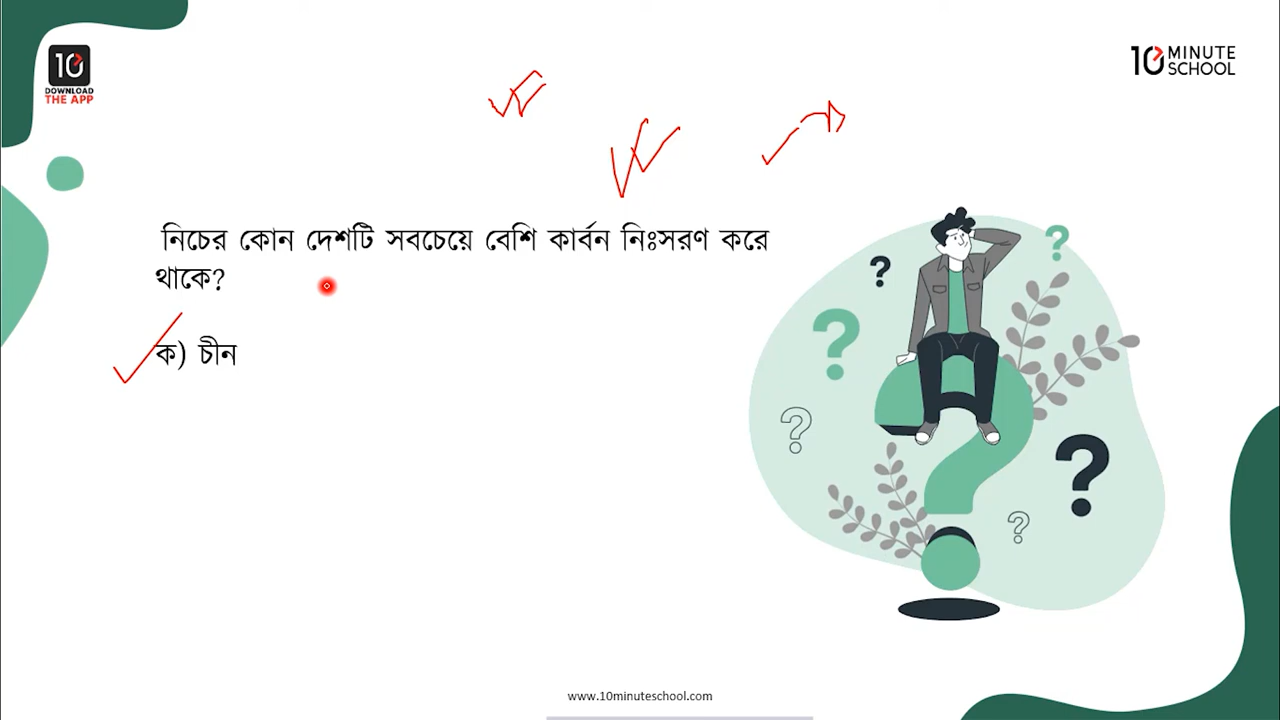 10
DOWNLOAD
THE APP
10 MINUTE
SCHOOL
নিচের কোন দেশটি সবচেয়ে বেশি কার্বন নিঃসরণ করে
থাকে?
ক) চীন
www.10minuteschool.com